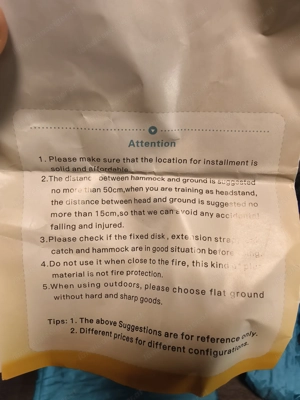 Attention
1. Please make sure that the location for installment is
solid and affordable.
2.The distance between hammock and ground is suggested
no more than 50cm,when you are training as headstand,
the distance between head and ground is suggested no
more than 15cm,so that we can avoid any accidental
falling and injured.
3.Please check if the fixed disk, extension strap,
catch and hammock are in good situation before
4.Do not use it when close to the fire, this kind of
material is not fire protection.
5.When using outdoors, please choose flat ground
without hard and sharp goods.
Tips: 1. The above Suggestions are for reference only.
2. Different prices for different configurations.